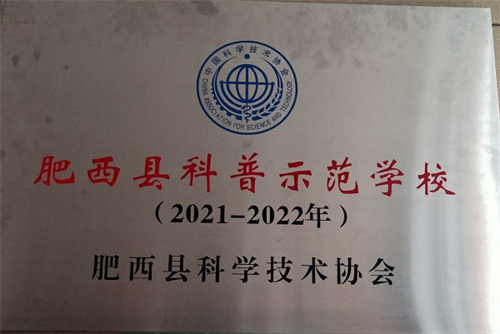 中国科学技术协会
CHINA ASSOCIATION FOR SCIENCE AND TECHNOLOGY
肥西县科普示范学校
（2021-2022年）
肥西县科学技术协会